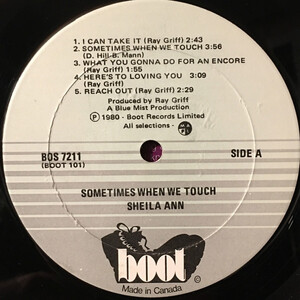 1. I CAN TAKE IT (Ray Griff) 2:43
2. SOMETIMES WHEN WE TOUCH 3:56
(D. Hill-B. Mann)
3. WHAT YOU GONNA DO FOR AN ENCORE
(Ray Griff) 1:55
4. HERE'S TO LOVING YOU 3:09
(Ray Griff)
5. REACH OUT (Ray Griff) 2:29
Produced by Ray Griff
A Blue Mist Production
℗ 1980 - Boot Records Limited
All selections -
BOS 7211
(BOOT 101)
SIDE A
SOMETIMES WHEN WE TOUCH
SHEILA ANN
boot
©
Made in Canada